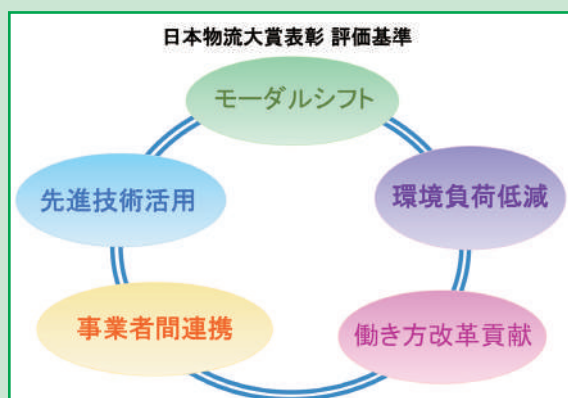 日本物流大賞表彰 評価基準
モーダルシフト
先進技術活用
環境負荷低減
事業者間連携
働き方改革貢献